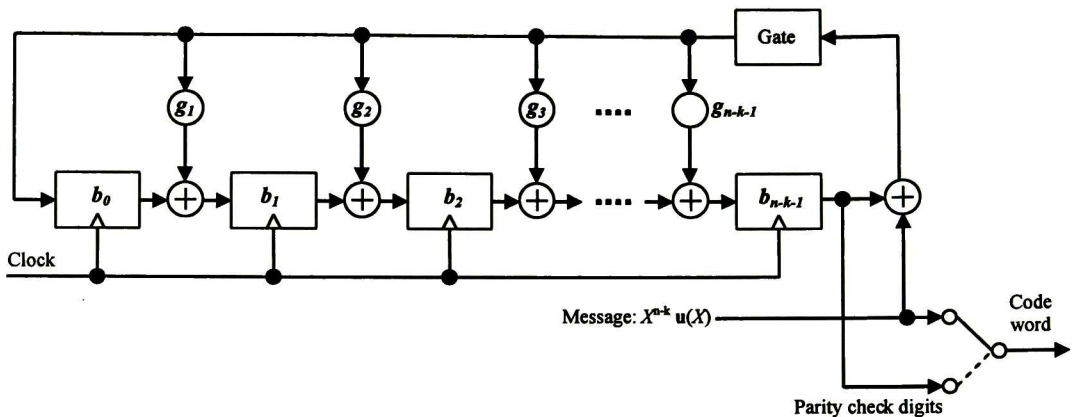 Gate
g₁
g₂
g₃
....
gₙ₋ₖ₋₁
b₀
b₁
b₂
....
bₙ₋ₖ₋₁
Clock
Message: Xⁿ⁻ᵏ u(X)
Code
word
Parity check digits